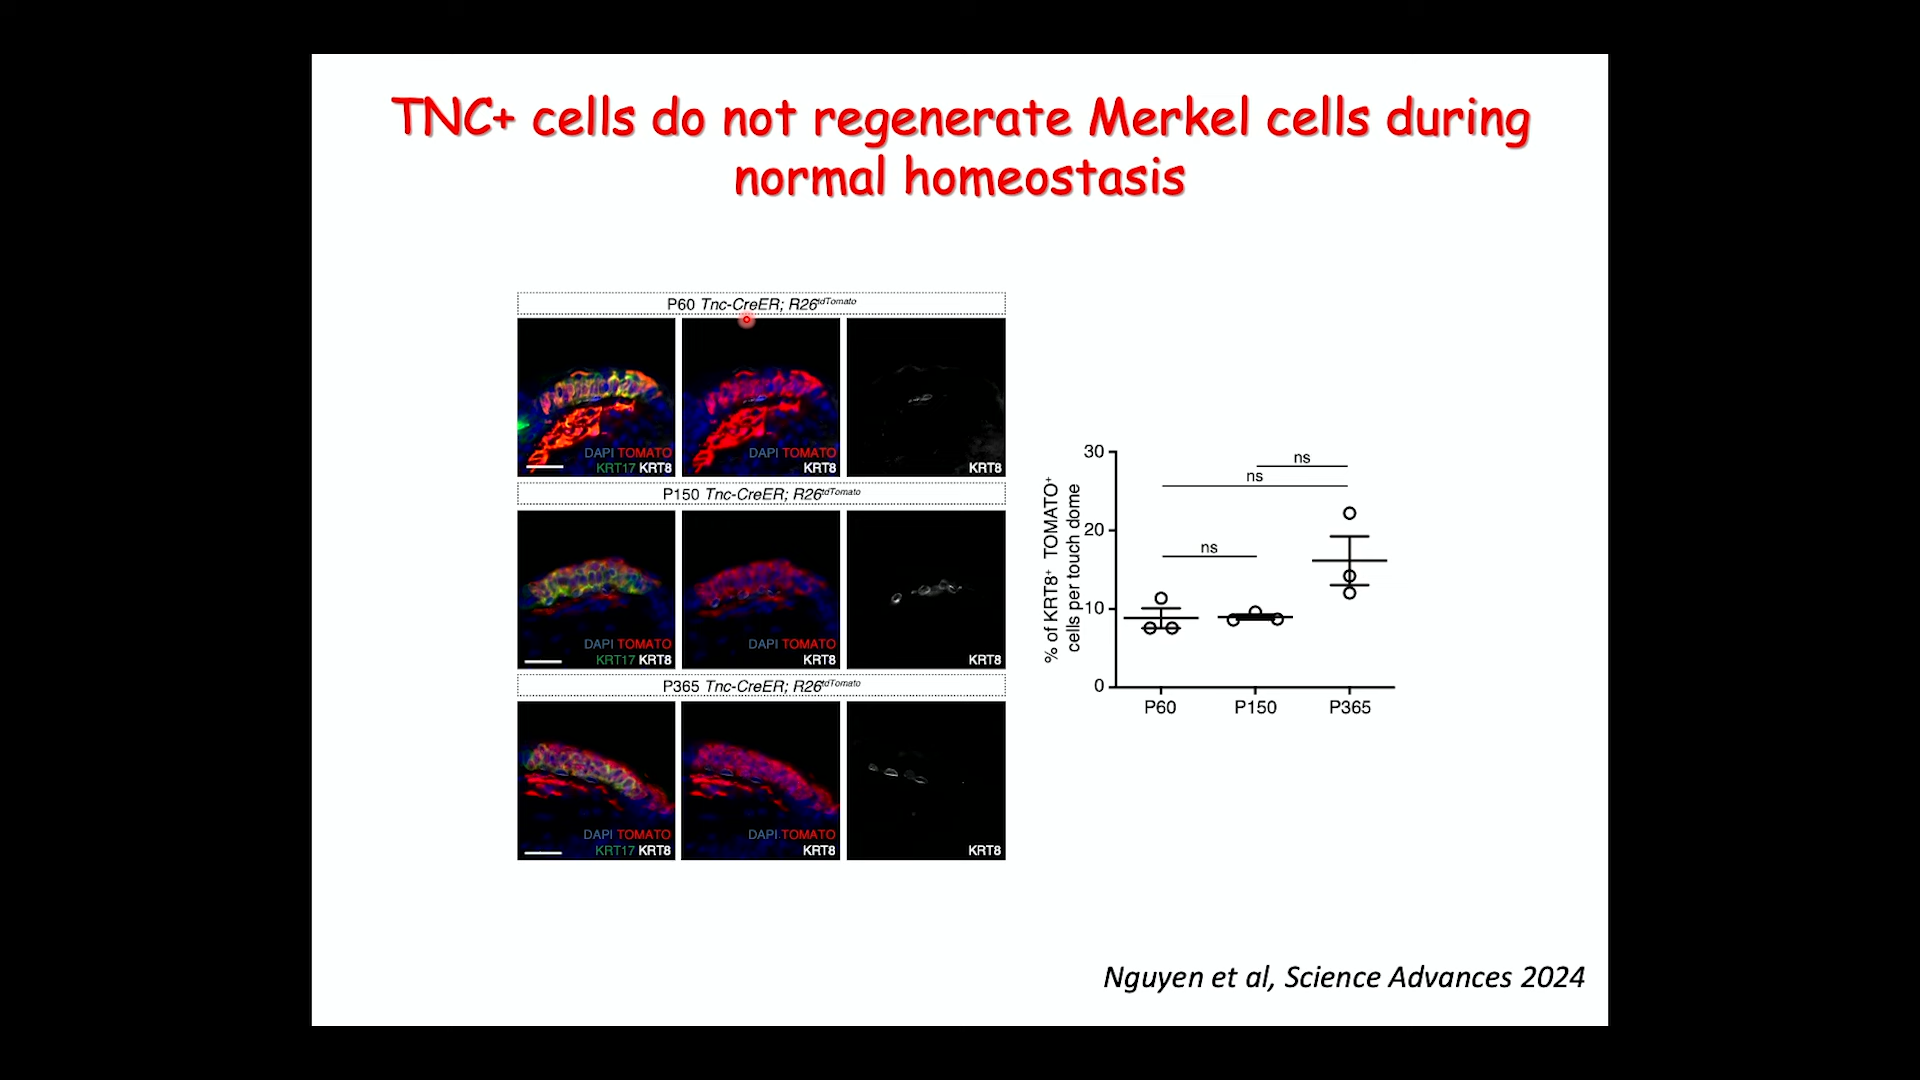 TNC+ cells do not regenerate Merkel cells during
normal homeostasis
P60 Tnc-CreER; R26tdTomato
DAPI TOMATO
KRT17 KRT8
DAPI TOMATO
KRT8
KRT8
P150 Tnc-CreER; R26tdTomato
DAPI TOMATO
KRT17 KRT8
DAPI TOMATO
KRT8
KRT8
P365 Tnc-CreER; R26tdTomato
DAPI TOMATO
KRT17 KRT8
DAPI TOMATO
KRT8
KRT8
% of KRT8+ TOMATO+
cells per touch dome
30
20
10
0
ns
ns
ns
P60
P150
P365
Nguyen et al, Science Advances 2024